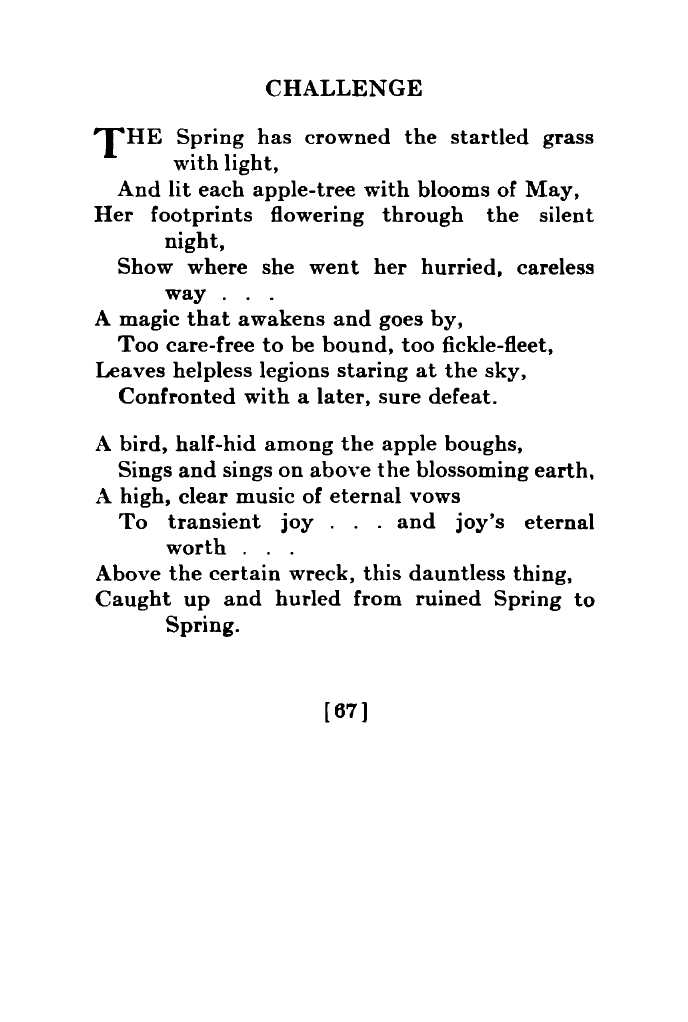 CHALLENGE
THE Spring has crowned the startled grass
with light,
And lit each apple-tree with blooms of May,
Her footprints flowering through the silent
night,
Show where she went her hurried, careless
way . . .
A magic that awakens and goes by,
Too care-free to be bound, too fickle-fleet,
Leaves helpless legions staring at the sky,
Confronted with a later, sure defeat.
A bird, half-hid among the apple boughs,
Sings and sings on above the blossoming earth,
A high, clear music of eternal vows
To transient joy . . . and joy's eternal
worth . . .
Above the certain wreck, this dauntless thing,
Caught up and hurled from ruined Spring to
Spring.
[67]